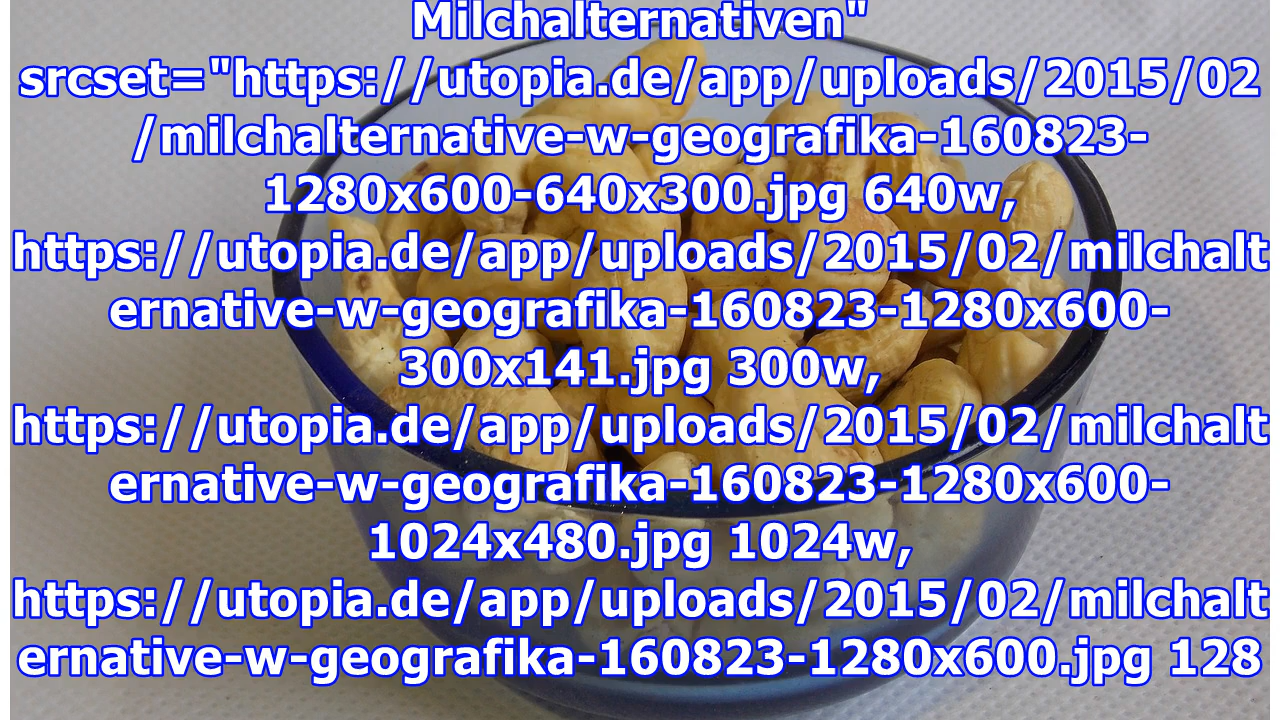 Milchalternativen"
srcset="https://utopia.de/app/uploads/2015/02
/milchalternative-w-geografika-160823-
1280x600-640x300.jpg 640w,
https://utopia.de/app/uploads/2015/02/milchalt
ernative-w-geografika-160823-1280x600-
300x141.jpg 300w,
https://utopia.de/app/uploads/2015/02/milchalt
ernative-w-geografika-160823-1280x600-
1024x480.jpg 1024w,
https://utopia.de/app/uploads/2015/02/milchalt
ernative-w-geografika-160823-1280x600.jpg 128